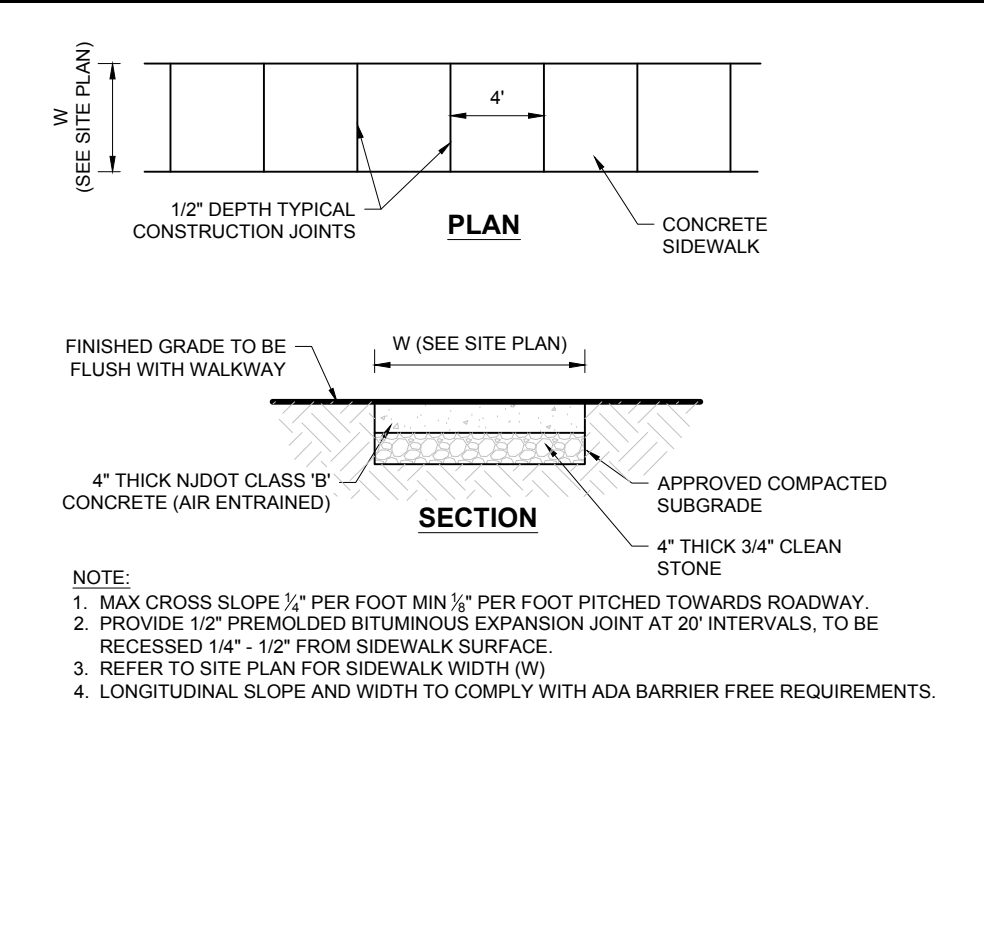 W
(SEE SITE PLAN)
4'
1/2" DEPTH TYPICAL
CONSTRUCTION JOINTS
PLAN
CONCRETE
SIDEWALK
FINISHED GRADE TO BE
FLUSH WITH WALKWAY
W (SEE SITE PLAN)
4" THICK NJDOT CLASS 'B'
CONCRETE (AIR ENTRAINED)
SECTION
APPROVED COMPACTED
SUBGRADE
4" THICK 3/4" CLEAN
STONE
NOTE:
1. MAX CROSS SLOPE ¼" PER FOOT MIN ⅛" PER FOOT PITCHED TOWARDS ROADWAY.
2. PROVIDE 1/2" PREMOLDED BITUMINOUS EXPANSION JOINT AT 20' INTERVALS, TO BE
RECESSED 1/4" - 1/2" FROM SIDEWALK SURFACE.
3. REFER TO SITE PLAN FOR SIDEWALK WIDTH (W)
4. LONGITUDINAL SLOPE AND WIDTH TO COMPLY WITH ADA BARRIER FREE REQUIREMENTS.